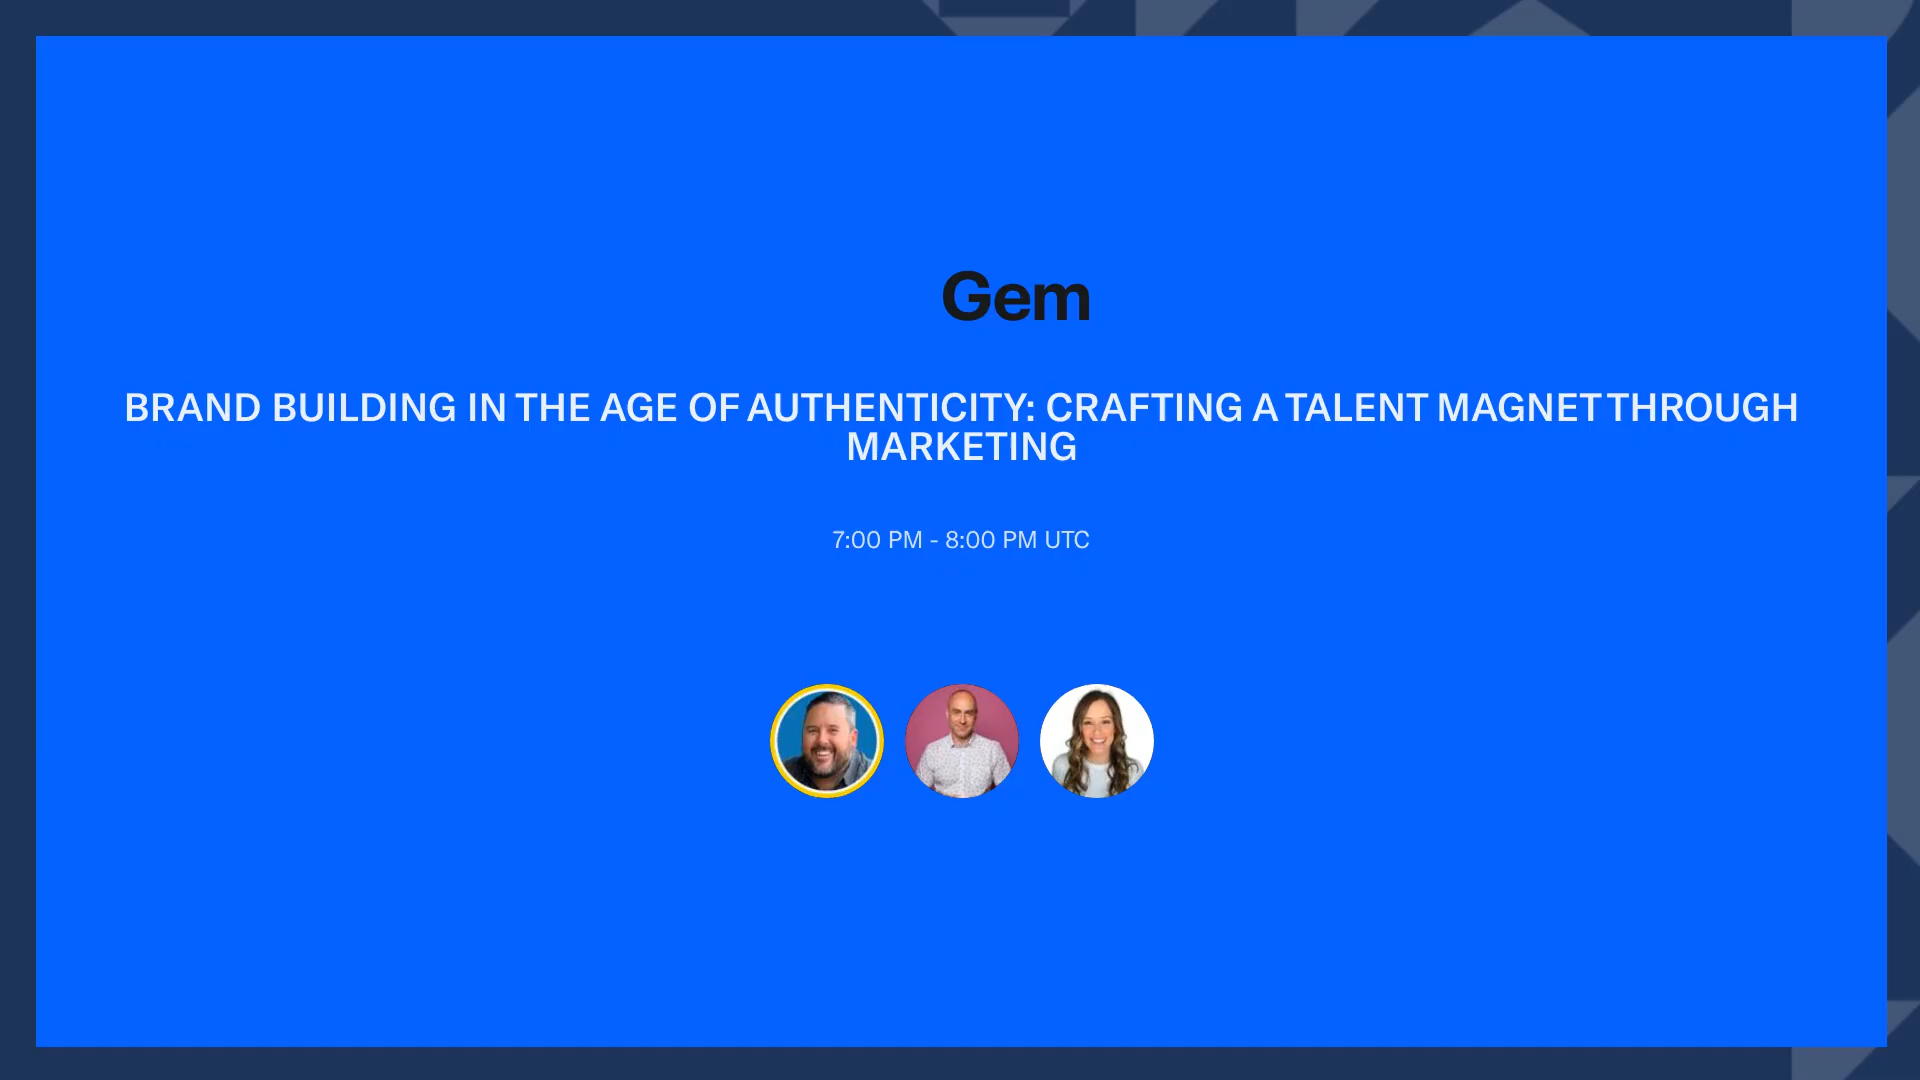 Gem
BRAND BUILDING IN THE AGE OF AUTHENTICITY: CRAFTING A TALENT MAGNET THROUGH
MARKETING
7:00 PM - 8:00 PM UTC